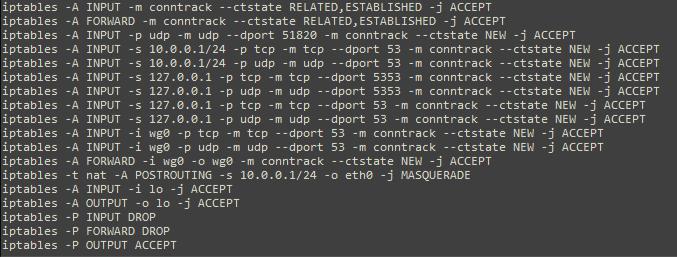 iptables -A INPUT -m conntrack --ctstate RELATED,ESTABLISHED -j ACCEPT
iptables -A FORWARD -m conntrack --ctstate RELATED,ESTABLISHED -j ACCEPT
iptables -A INPUT -p udp -m udp --dport 51820 -m conntrack --ctstate NEW -j ACCEPT
iptables -A INPUT -s 10.0.0.1/24 -p tcp -m tcp --dport 53 -m conntrack --ctstate NEW -j ACCEPT
iptables -A INPUT -s 10.0.0.1/24 -p udp -m udp --dport 53 -m conntrack --ctstate NEW -j ACCEPT
iptables -A INPUT -s 127.0.0.1 -p tcp -m tcp --dport 5353 -m conntrack --ctstate NEW -j ACCEPT
iptables -A INPUT -s 127.0.0.1 -p udp -m udp --dport 5353 -m conntrack --ctstate NEW -j ACCEPT
iptables -A INPUT -s 127.0.0.1 -p tcp -m tcp --dport 53 -m conntrack --ctstate NEW -j ACCEPT
iptables -A INPUT -s 127.0.0.1 -p udp -m udp --dport 53 -m conntrack --ctstate NEW -j ACCEPT
iptables -A INPUT -i wg0 -p tcp -m tcp --dport 53 -m conntrack --ctstate NEW -j ACCEPT
iptables -A INPUT -i wg0 -p udp -m udp --dport 53 -m conntrack --ctstate NEW -j ACCEPT
iptables -A FORWARD -i wg0 -o wg0 -m conntrack --ctstate NEW -j ACCEPT
iptables -t nat -A POSTROUTING -s 10.0.0.1/24 -o eth0 -j MASQUERADE
iptables -A INPUT -i lo -j ACCEPT
iptables -A OUTPUT -o lo -j ACCEPT
iptables -P INPUT DROP
iptables -P FORWARD DROP
iptables -P OUTPUT ACCEPT